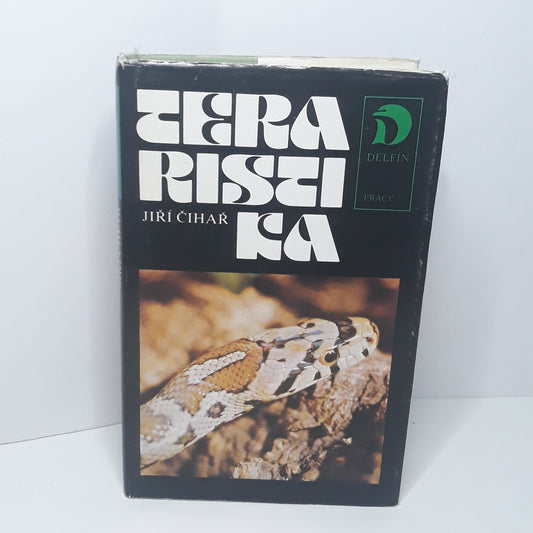 TERA
RISTI
KA
JIŘÍ ČIHAŘ
D
DELFÍN
PRÁCE